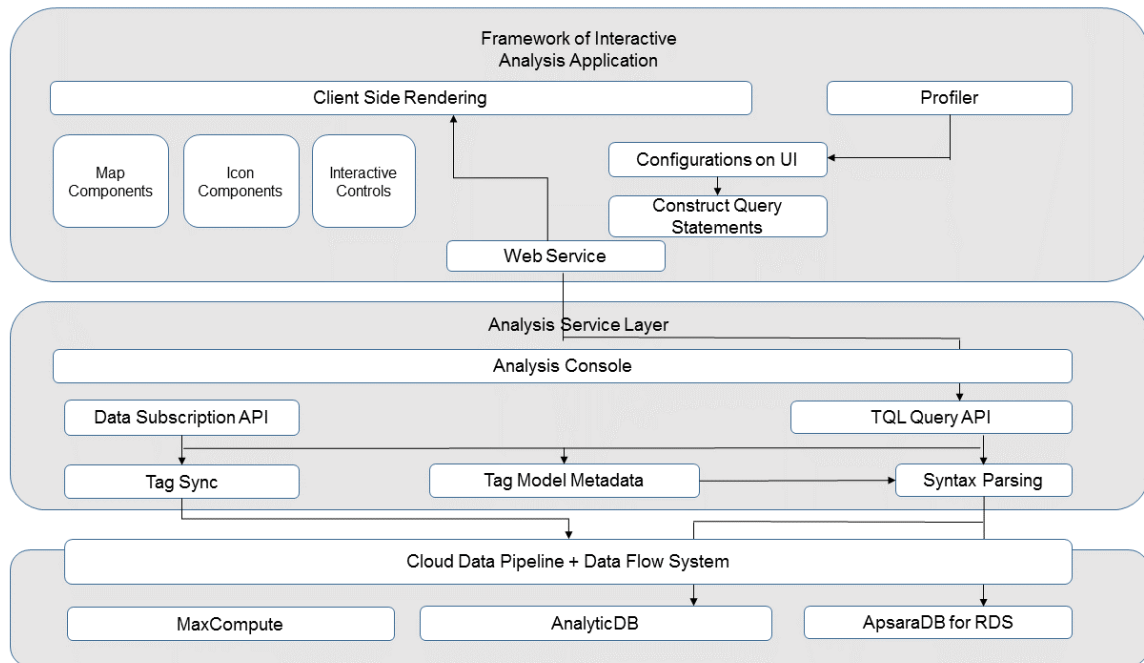 Framework of Interactive
Analysis Application
Client Side Rendering
Profiler
Map
Components
Icon
Components
Interactive
Controls
Configurations on UI
Construct Query
Statements
Web Service
Analysis Service Layer
Analysis Console
Data Subscription API
TQL Query API
Tag Sync
Tag Model Metadata
Syntax Parsing
Cloud Data Pipeline + Data Flow System
MaxCompute
AnalyticDB
ApsaraDB for RDS